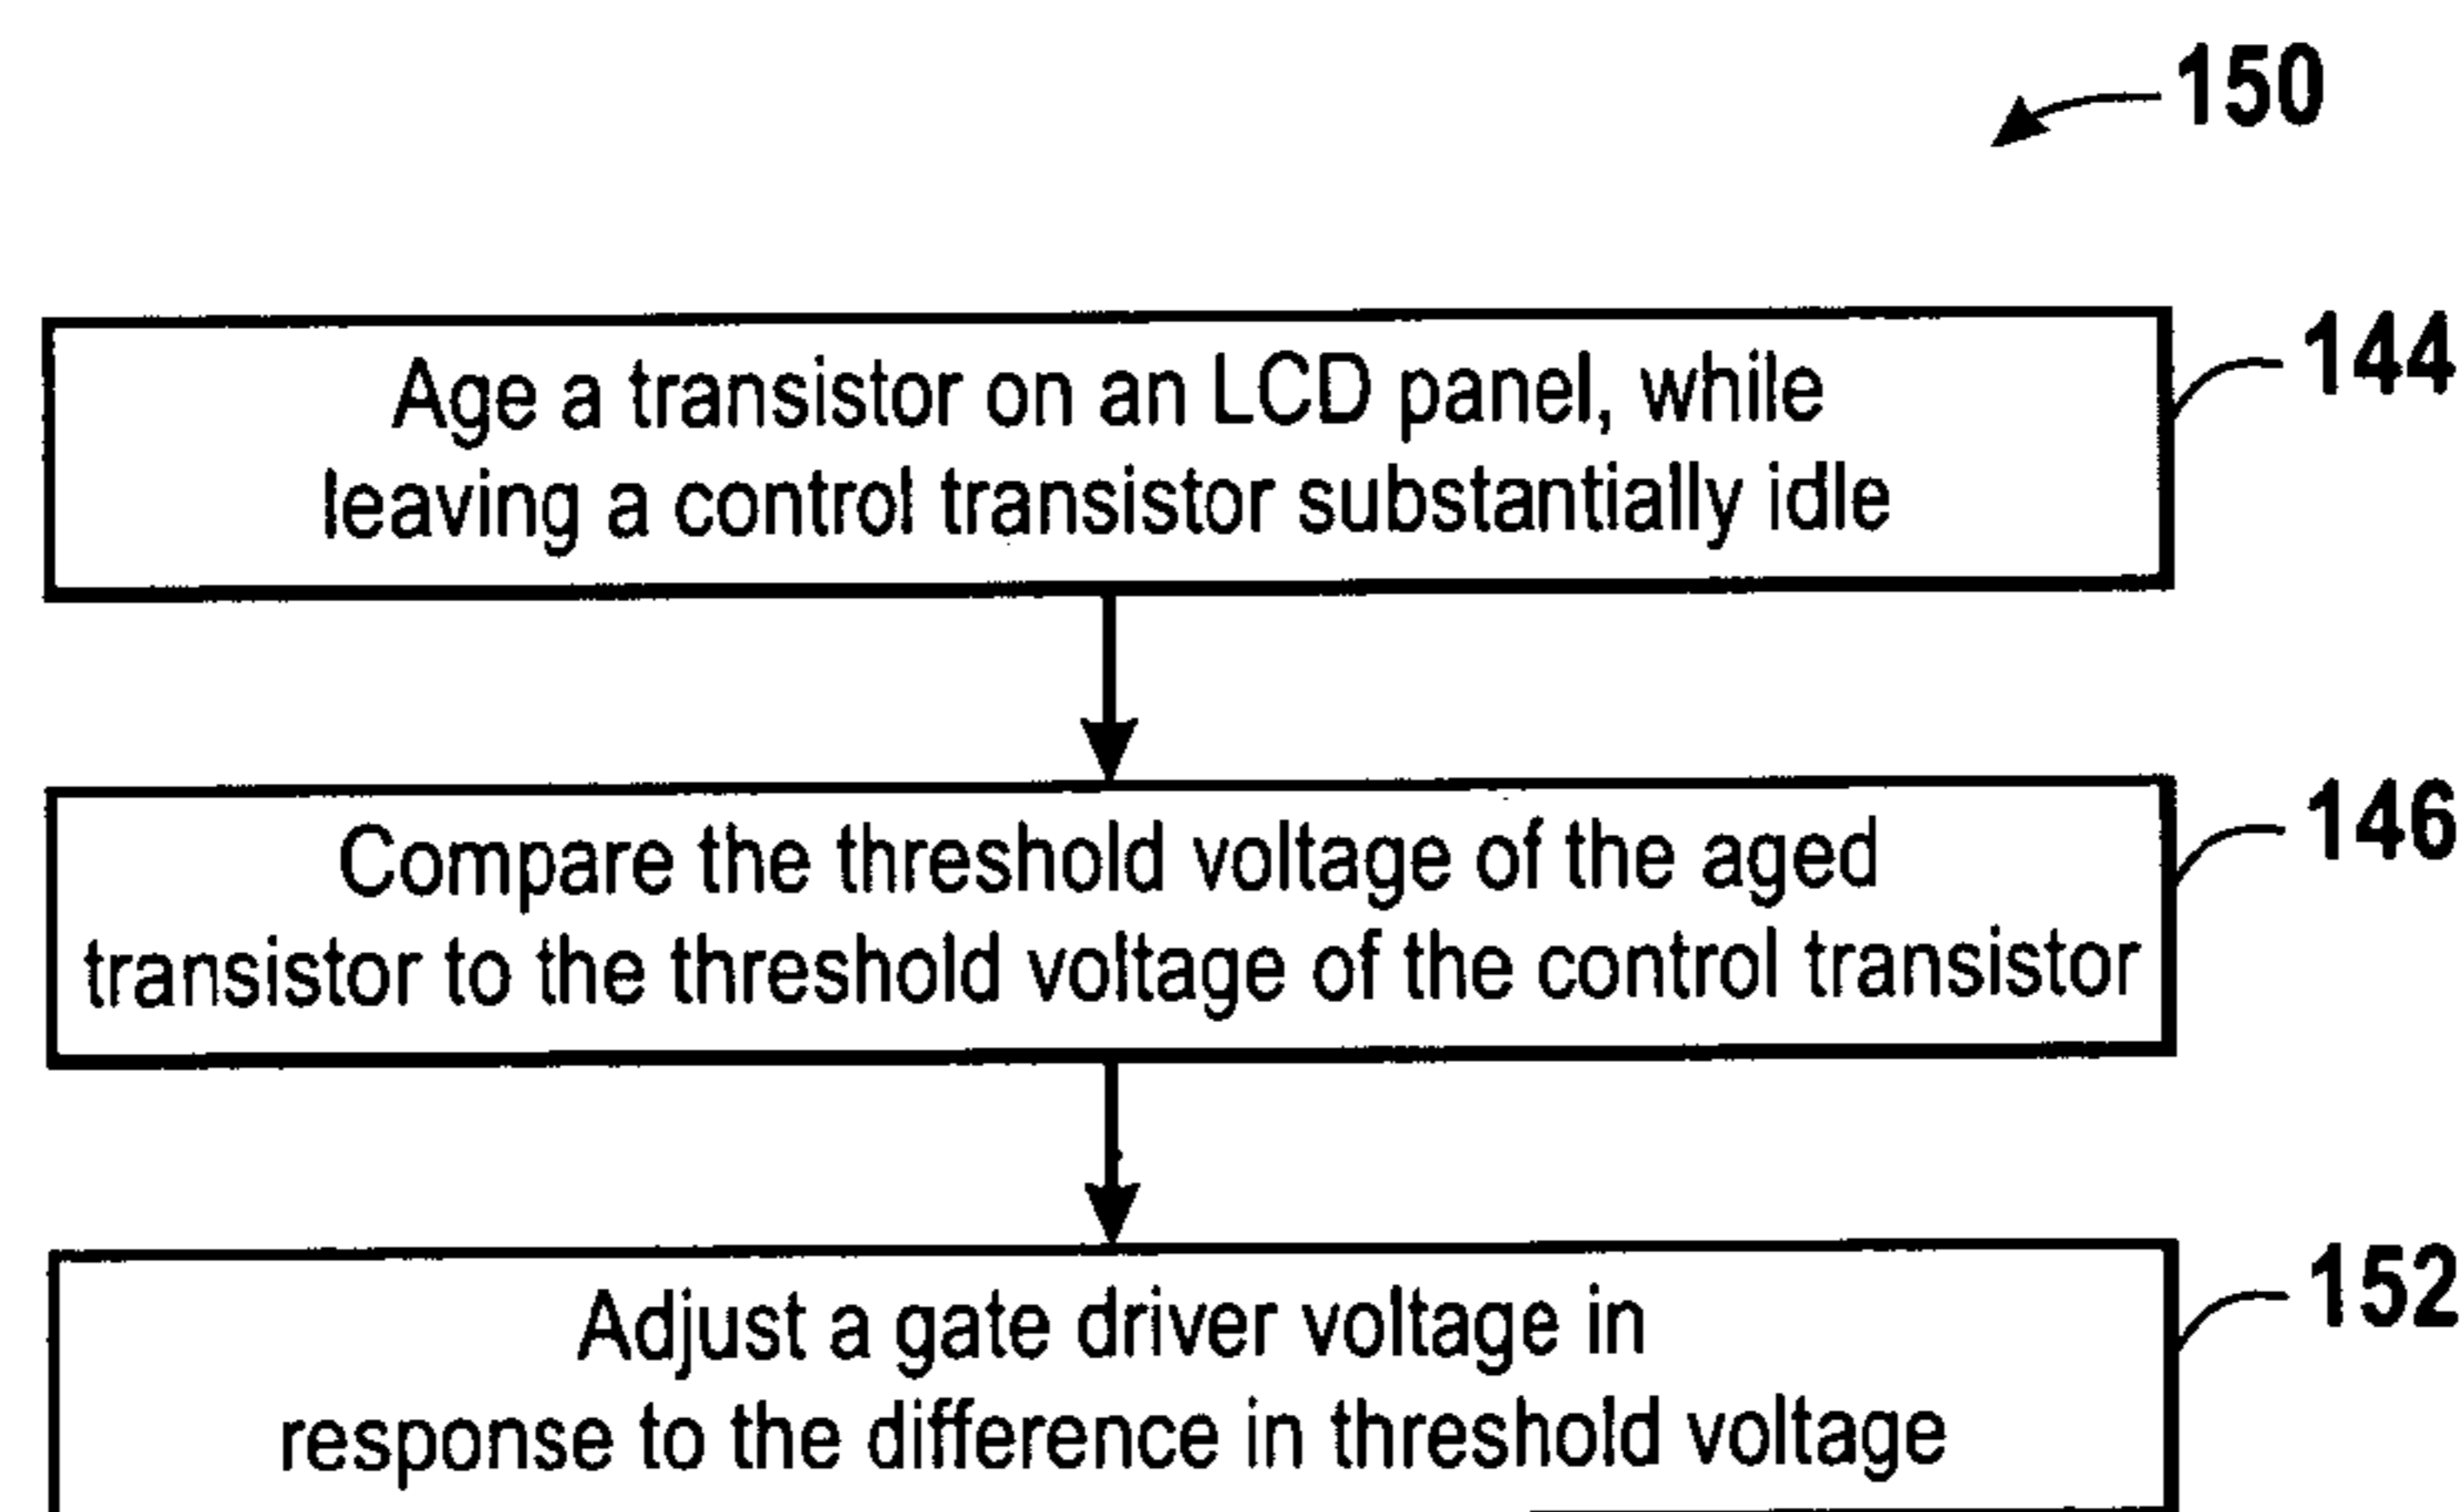 150
Age a transistor on an LCD panel, while
leaving a control transistor substantially idle
144
Compare the threshold voltage of the aged
transistor to the threshold voltage of the control transistor
146
Adjust a gate driver voltage in
response to the difference in threshold voltage
152